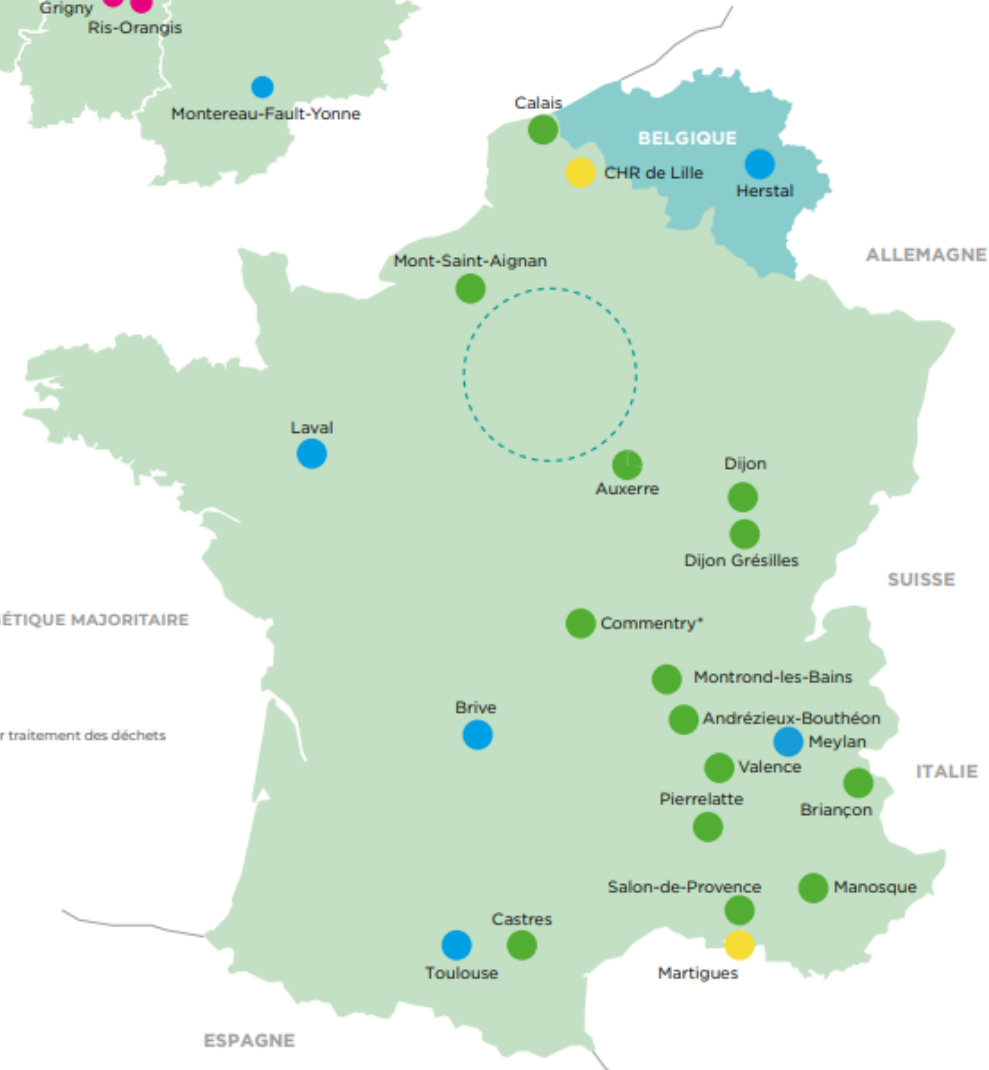 Grigny
Ris-Orangis
Montereau-Fault-Yonne
Calais
BELGIQUE
CHR de Lille
Herstal
ALLEMAGNE
Mont-Saint-Aignan
Laval
Dijon
Auxerre
Dijon Grésilles
SUISSE
ÉTIQUE MAJORITAIRE
Commentry*
Montrond-les-Bains
Brive
Andrézieux-Bouthéon
r traitement des déchets
Meylan
Valence
ITALIE
Pierrelatte
Briançon
Salon-de-Provence
Manosque
Castres
Toulouse
Martigues
ESPAGNE